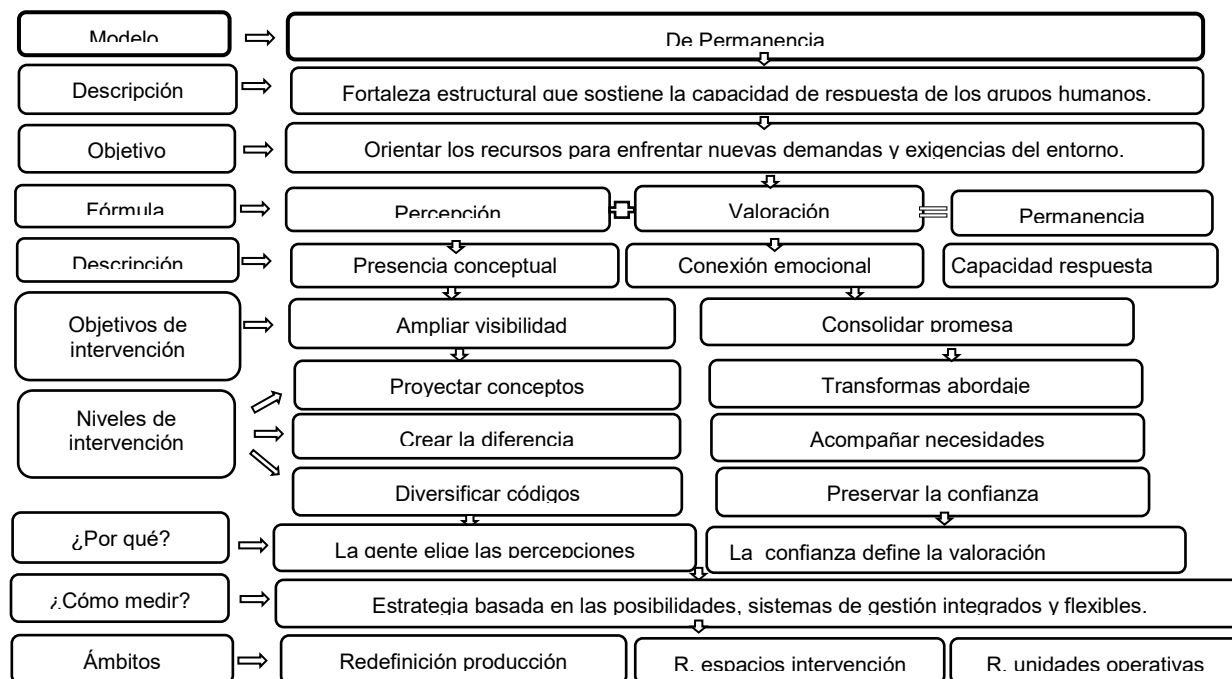 Modelo
De Permanencia
Descripción
Fortaleza estructural que sostiene la capacidad de respuesta de los grupos humanos.
Objetivo
Orientar los recursos para enfrentar nuevas demandas y exigencias del entorno.
Fórmula
Percepción
Valoración
Permanencia
Descripción
Presencia conceptual
Conexión emocional
Capacidad respuesta
Objetivos de
intervención
Ampliar visibilidad
Consolidar promesa
Niveles de
intervención
Proyectar conceptos
Transformas abordaje
Crear la diferencia
Acompañar necesidades
Diversificar códigos
Preservar la confianza
¿Por qué?
La gente elige las percepciones
La confianza define la valoración
¿Cómo medir?
Estrategia basada en las posibilidades, sistemas de gestión integrados y flexibles.
Ámbitos
Redefinición producción
R. espacios intervención
R. unidades operativas